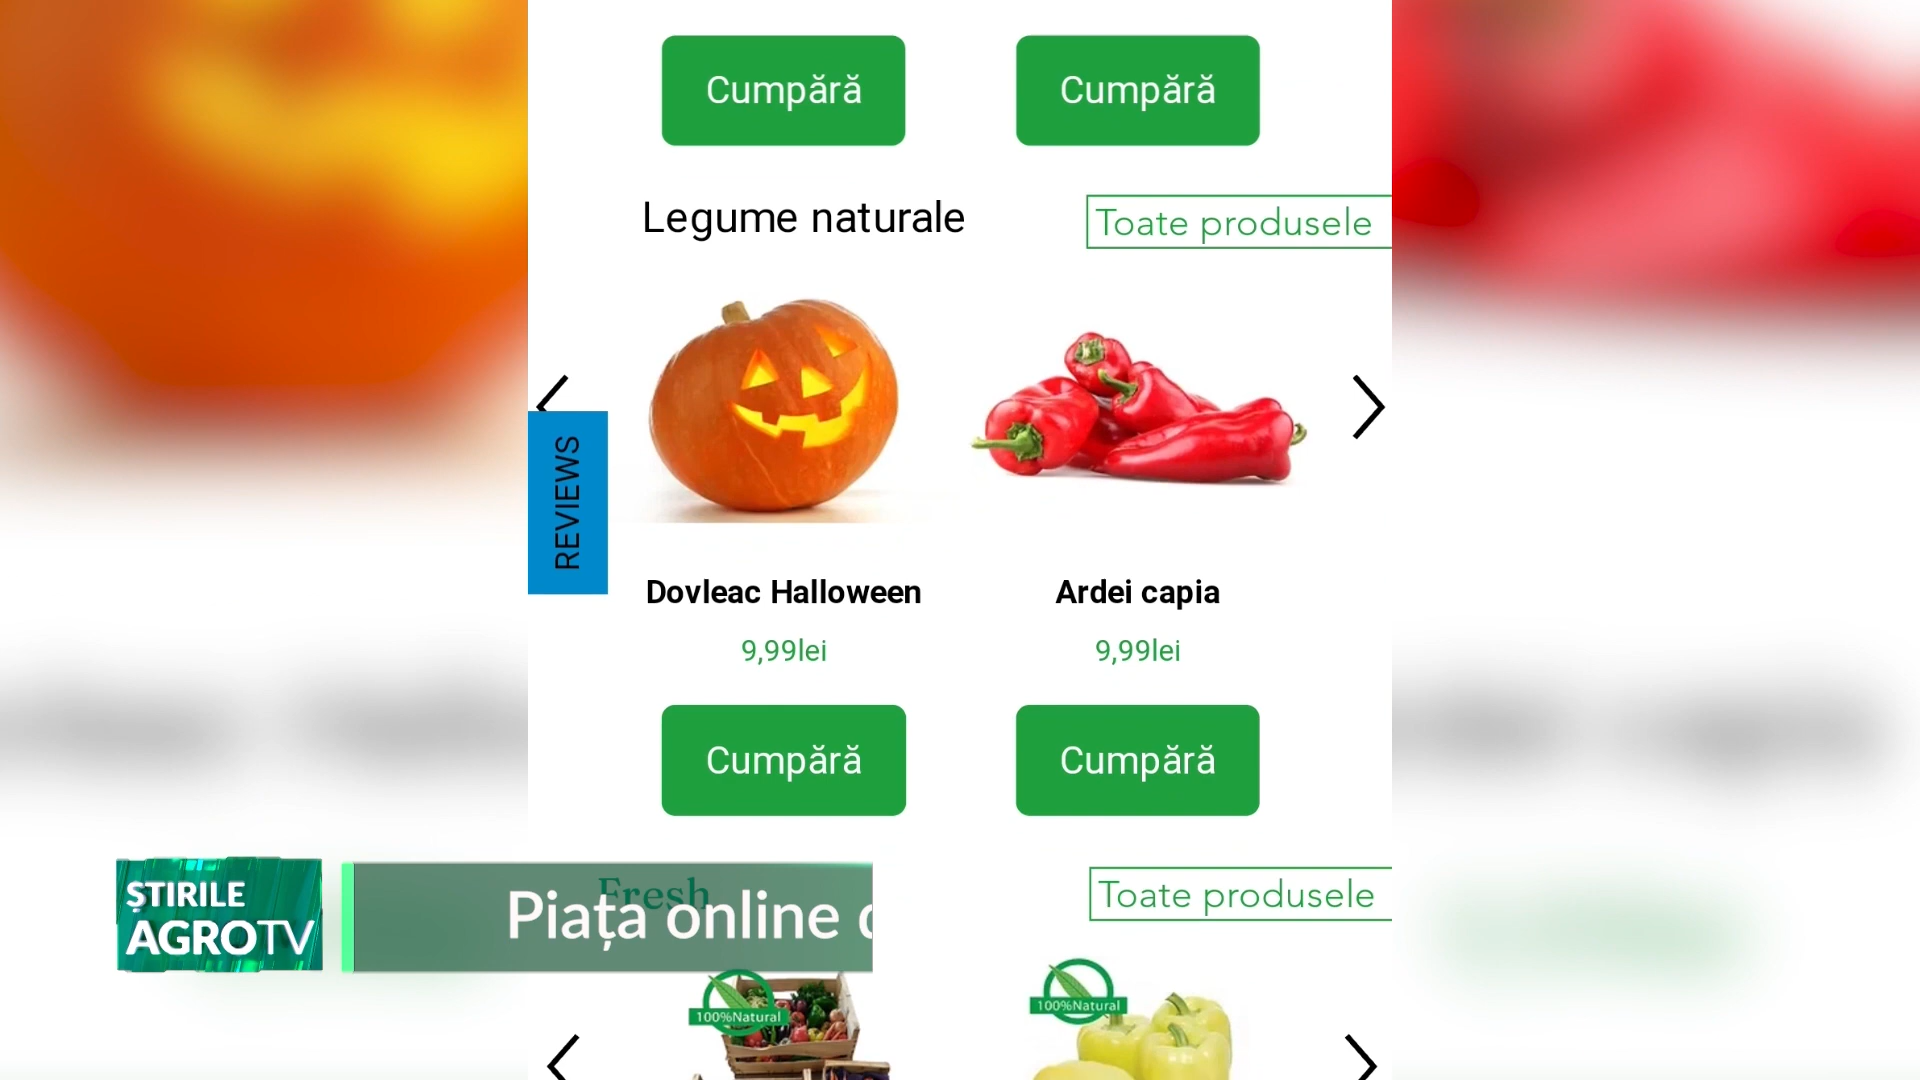 Cumpără
Cumpără
Legume naturale
Toate produsele
REVIEWS
Dovleac Halloween
Ardei capia
9,99lei
9,99lei
Cumpără
Cumpără
Fresh
Toate produsele
ȘTIRILE
AGROTV
Piața online
100%Natural
100%Natural